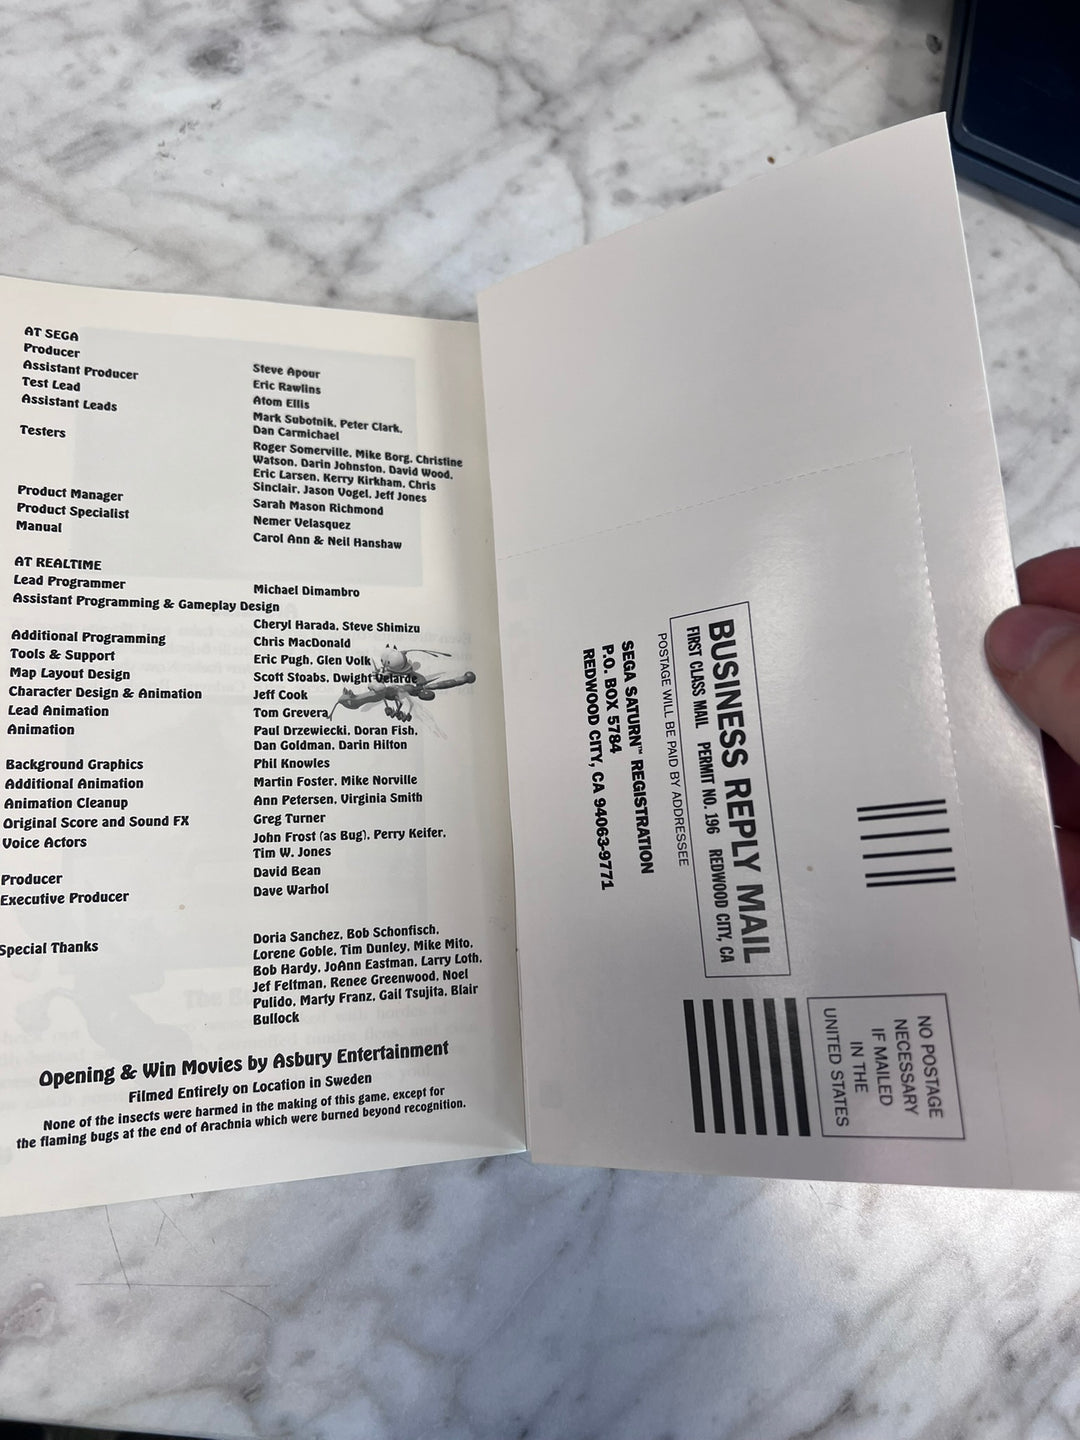 AT SEGA
Producer Steve Apour
Assistant Producer Eric Rawlins
Test Lead Atom Ellis
Assistant Leads Mark Subotnik, Peter Clark,
Dan Carmichael
Testers Roger Somerville, Mike Borg, Christine
Watson, Darin Johnston, David Wood,
Eric Larsen, Kerry Kirkham, Chris
Sinclair, Jason Vogel, Jeff Jones
Product Manager Sarah Mason Richmond
Product Specialist Nemer Velasquez
Manual Carol Ann & Neil Hanshaw
AT REALTIME
Lead Programmer Michael Dimambro
Assistant Programming & Gameplay Design
Cheryl Harada, Steve Shimizu
Additional Programming Chris MacDonald
Tools & Support Eric Pugh, Glen Volk
Map Layout Design Scott Stoabs, Dwight Velarde
Character Design & Animation Jeff Cook
Lead Animation Tom Grevera
Animation Paul Drzewiecki, Doran Fish,
Dan Goldman, Darin Hilton
Background Graphics Phil Knowles
Additional Animation Martin Foster, Mike Norville
Animation Cleanup Ann Petersen, Virginia Smith
Original Score and Sound FX Greg Turner
Voice Actors John Frost (as Bug), Perry Keifer,
Tim W. Jones
Producer David Bean
Executive Producer Dave Warhol
Special Thanks Doria Sanchez, Bob Schonfisch,
Lorene Goble, Tim Dunley, Mike Mito,
Bob Hardy, JoAnn Eastman, Larry Loth,
Jef Feltman, Renee Greenwood, Noel
Pulido, Marty Franz, Gail Tsujita, Blair
Bullock
Opening & Win Movies by Asbury Entertainment
Filmed Entirely on Location in Sweden
None of the insects were harmed in the making of this game, except for
the flaming bugs at the end of Arachnia which were burned beyond recognition.
NO POSTAGE
NECESSARY
IF MAILED
IN THE
UNITED STATES
BUSINESS REPLY MAIL
FIRST CLASS MAIL PERMIT NO. 196 REDWOOD CITY, CA
POSTAGE WILL BE PAID BY ADDRESSEE
SEGA SATURN™ REGISTRATION
P.O. BOX 5784
REDWOOD CITY, CA 94063-9771